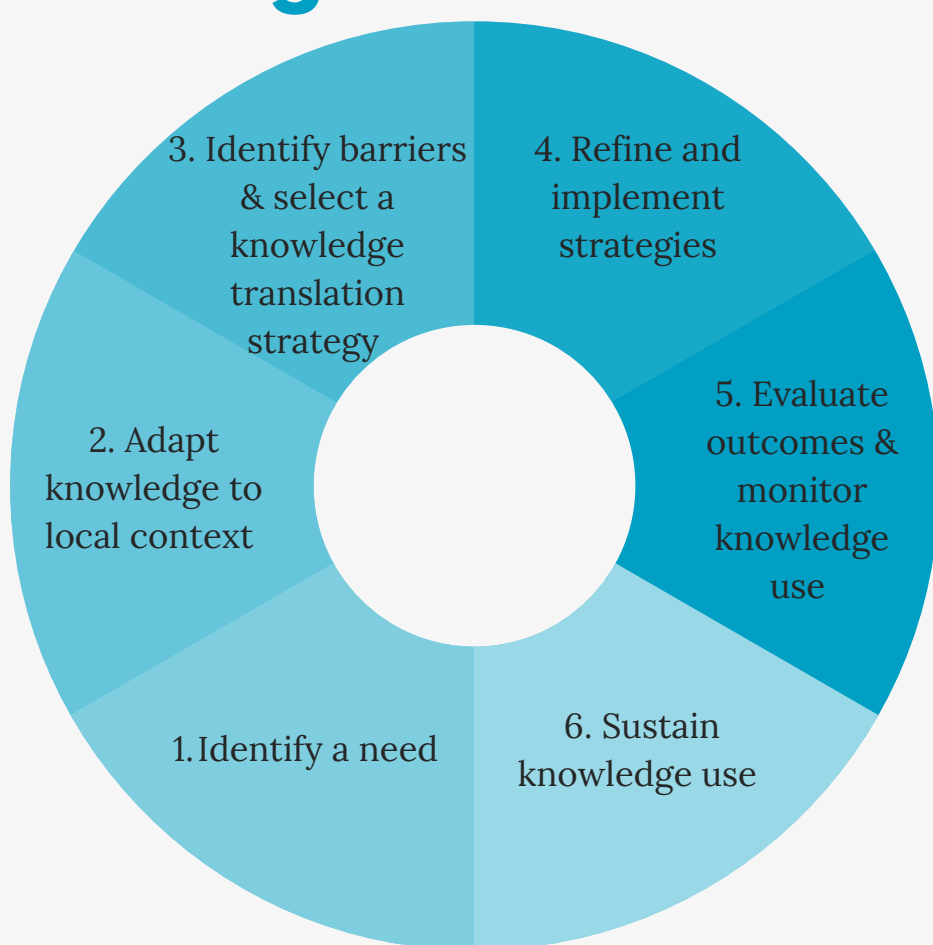 3. Identify barriers
& select a
knowledge
translation
strategy
4. Refine and
implement
strategies
2. Adapt
knowledge to
local context
5. Evaluate
outcomes &
monitor
knowledge
use
1. Identify a need
6. Sustain
knowledge use